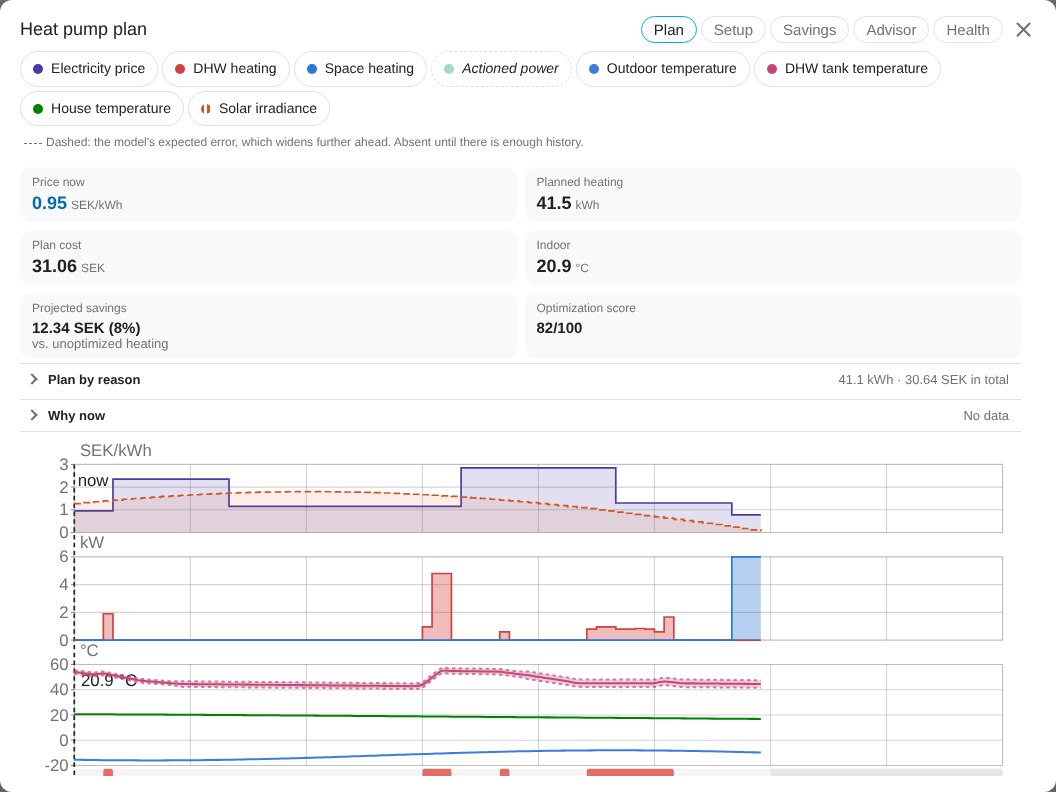 Heat pump plan
Plan
Setup
Savings
Advisor
Health
Electricity price
DHW heating
Space heating
Actioned power
Outdoor temperature
DHW tank temperature
House temperature
Solar irradiance
Dashed: the model's expected error, which widens further ahead. Absent until there is enough history.
Price now
0.95 SEK/kWh
Planned heating
41.5 kWh
Plan cost
31.06 SEK
Indoor
20.9 °C
Projected savings
12.34 SEK (8%)
vs. unoptimized heating
Optimization score
82/100
Plan by reason
41.1 kWh · 30.64 SEK in total
Why now
No data
SEK/kWh
3
now
2
1
0
kW
6
4
2
0
°C
60
20.9 °C
40
20
0
-20